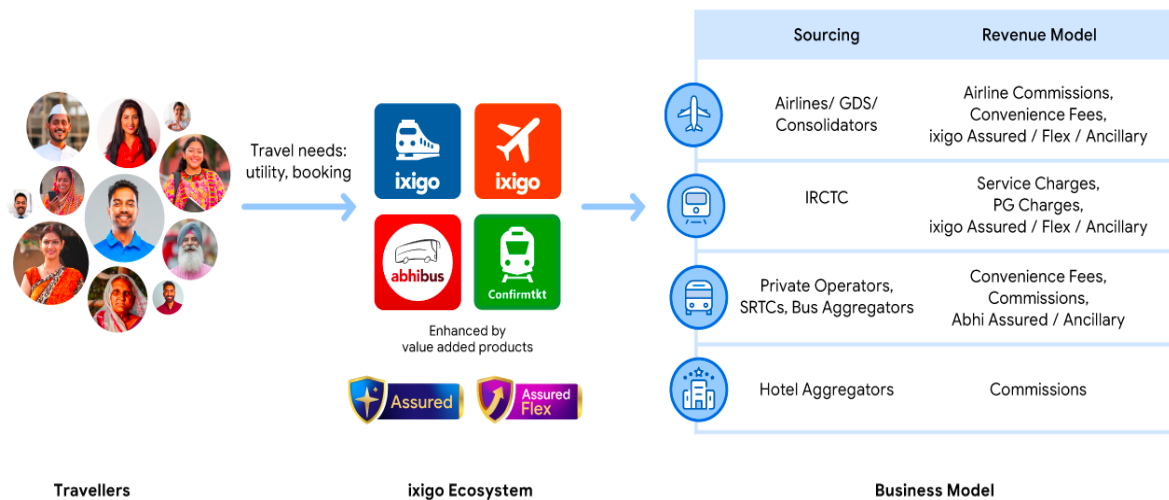 Sourcing
Revenue Model
Travel needs:
utility, booking
ixigo
ixigo
abhibus
Confirmtkt
Enhanced by
value added products
Assured
Assured
Flex
Airlines/ GDS/
Consolidators
Airline Commissions,
Convenience Fees,
ixigo Assured / Flex / Ancillary
IRCTC
Service Charges,
PG Charges,
ixigo Assured / Flex / Ancillary
Private Operators,
SRTCs, Bus Aggregators
Convenience Fees,
Commissions,
Abhi Assured / Ancillary
Hotel Aggregators
Commissions
Travellers
ixigo Ecosystem
Business Model